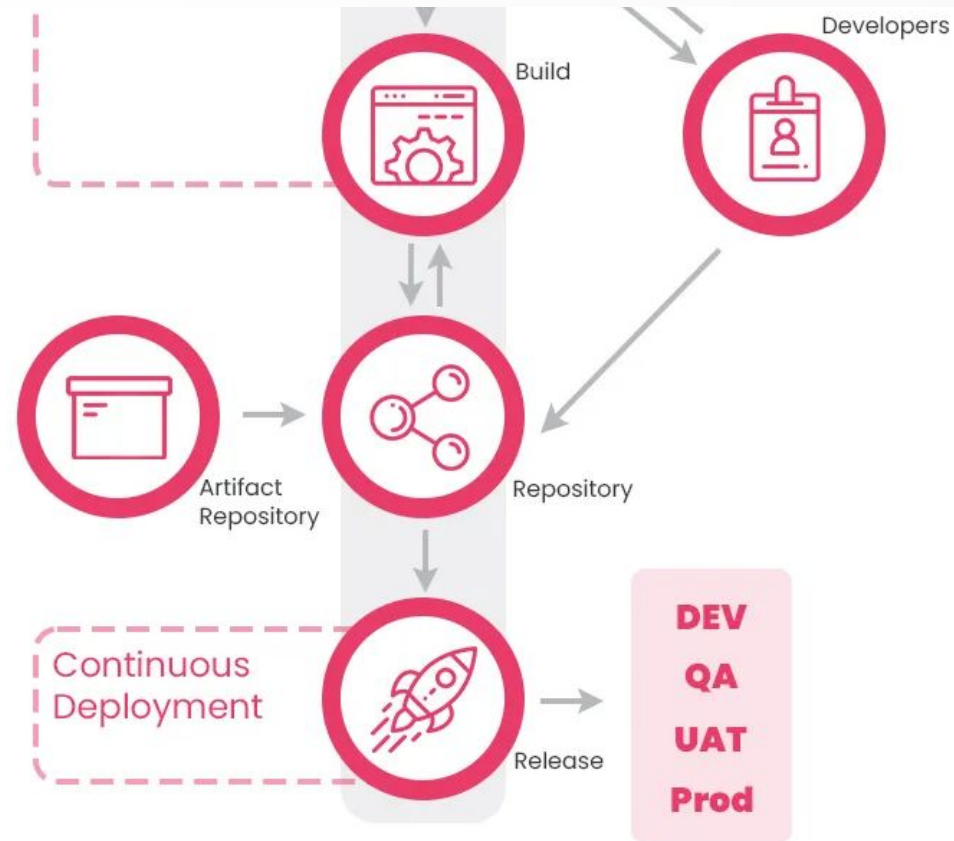 Developers
Build
Artifact
Repository
Repository
Continuous
Deployment
Release
DEV
QA
UAT
Prod